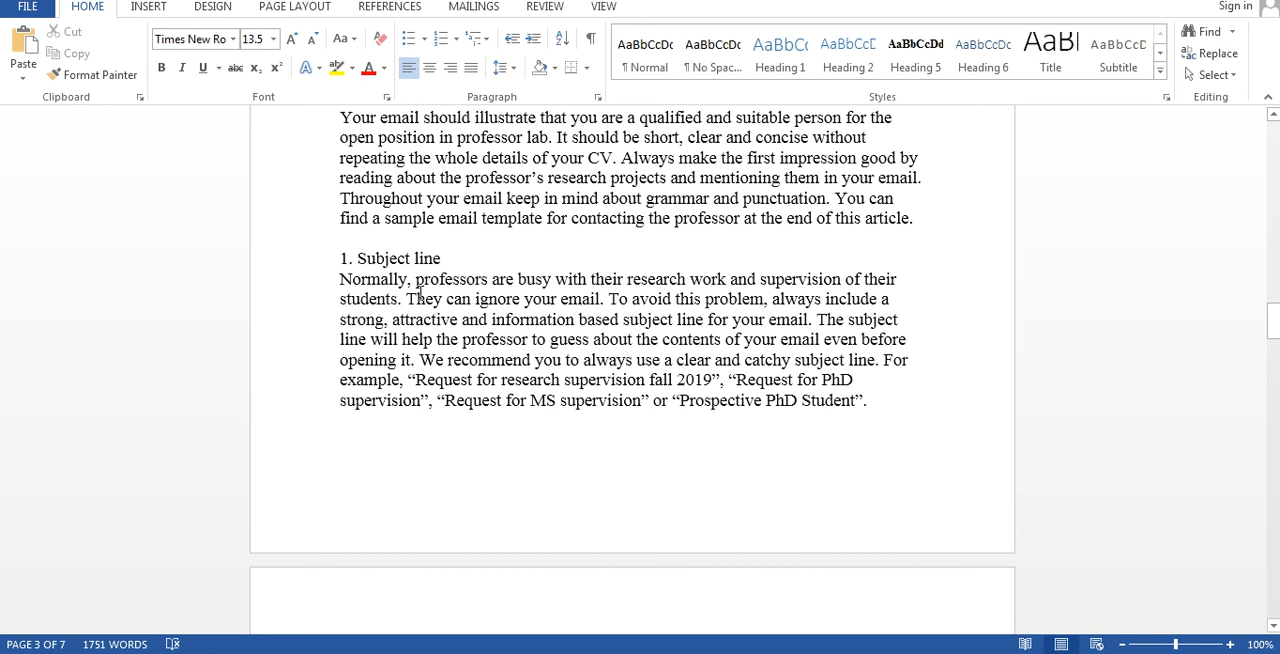 FILE HOME INSERT DESIGN PAGE LAYOUT REFERENCES MAILINGS REVIEW VIEW Sign in
Cut
Copy
Paste
Format Painter
Clipboard
Times New Ro 13.5
Font
Paragraph
AaBbCcDc AaBbCcDc AaBbCc AaBbCcD AaBbCcDd AaBbCcDc AaBl AaBbCcD
¶ Normal ¶ No Spac... Heading 1 Heading 2 Heading 5 Heading 6 Title Subtitle
Styles
Find
Replace
Select
Editing
Your email should illustrate that you are a qualified and suitable person for the
open position in professor lab. It should be short, clear and concise without
repeating the whole details of your CV. Always make the first impression good by
reading about the professor’s research projects and mentioning them in your email.
Throughout your email keep in mind about grammar and punctuation. You can
find a sample email template for contacting the professor at the end of this article.
1. Subject line
Normally, professors are busy with their research work and supervision of their
students. They can ignore your email. To avoid this problem, always include a
strong, attractive and information based subject line for your email. The subject
line will help the professor to guess about the contents of your email even before
opening it. We recommend you to always use a clear and catchy subject line. For
example, “Request for research supervision fall 2019”, “Request for PhD
supervision”, “Request for MS supervision” or “Prospective PhD Student”.
PAGE 3 OF 7 1751 WORDS 100%